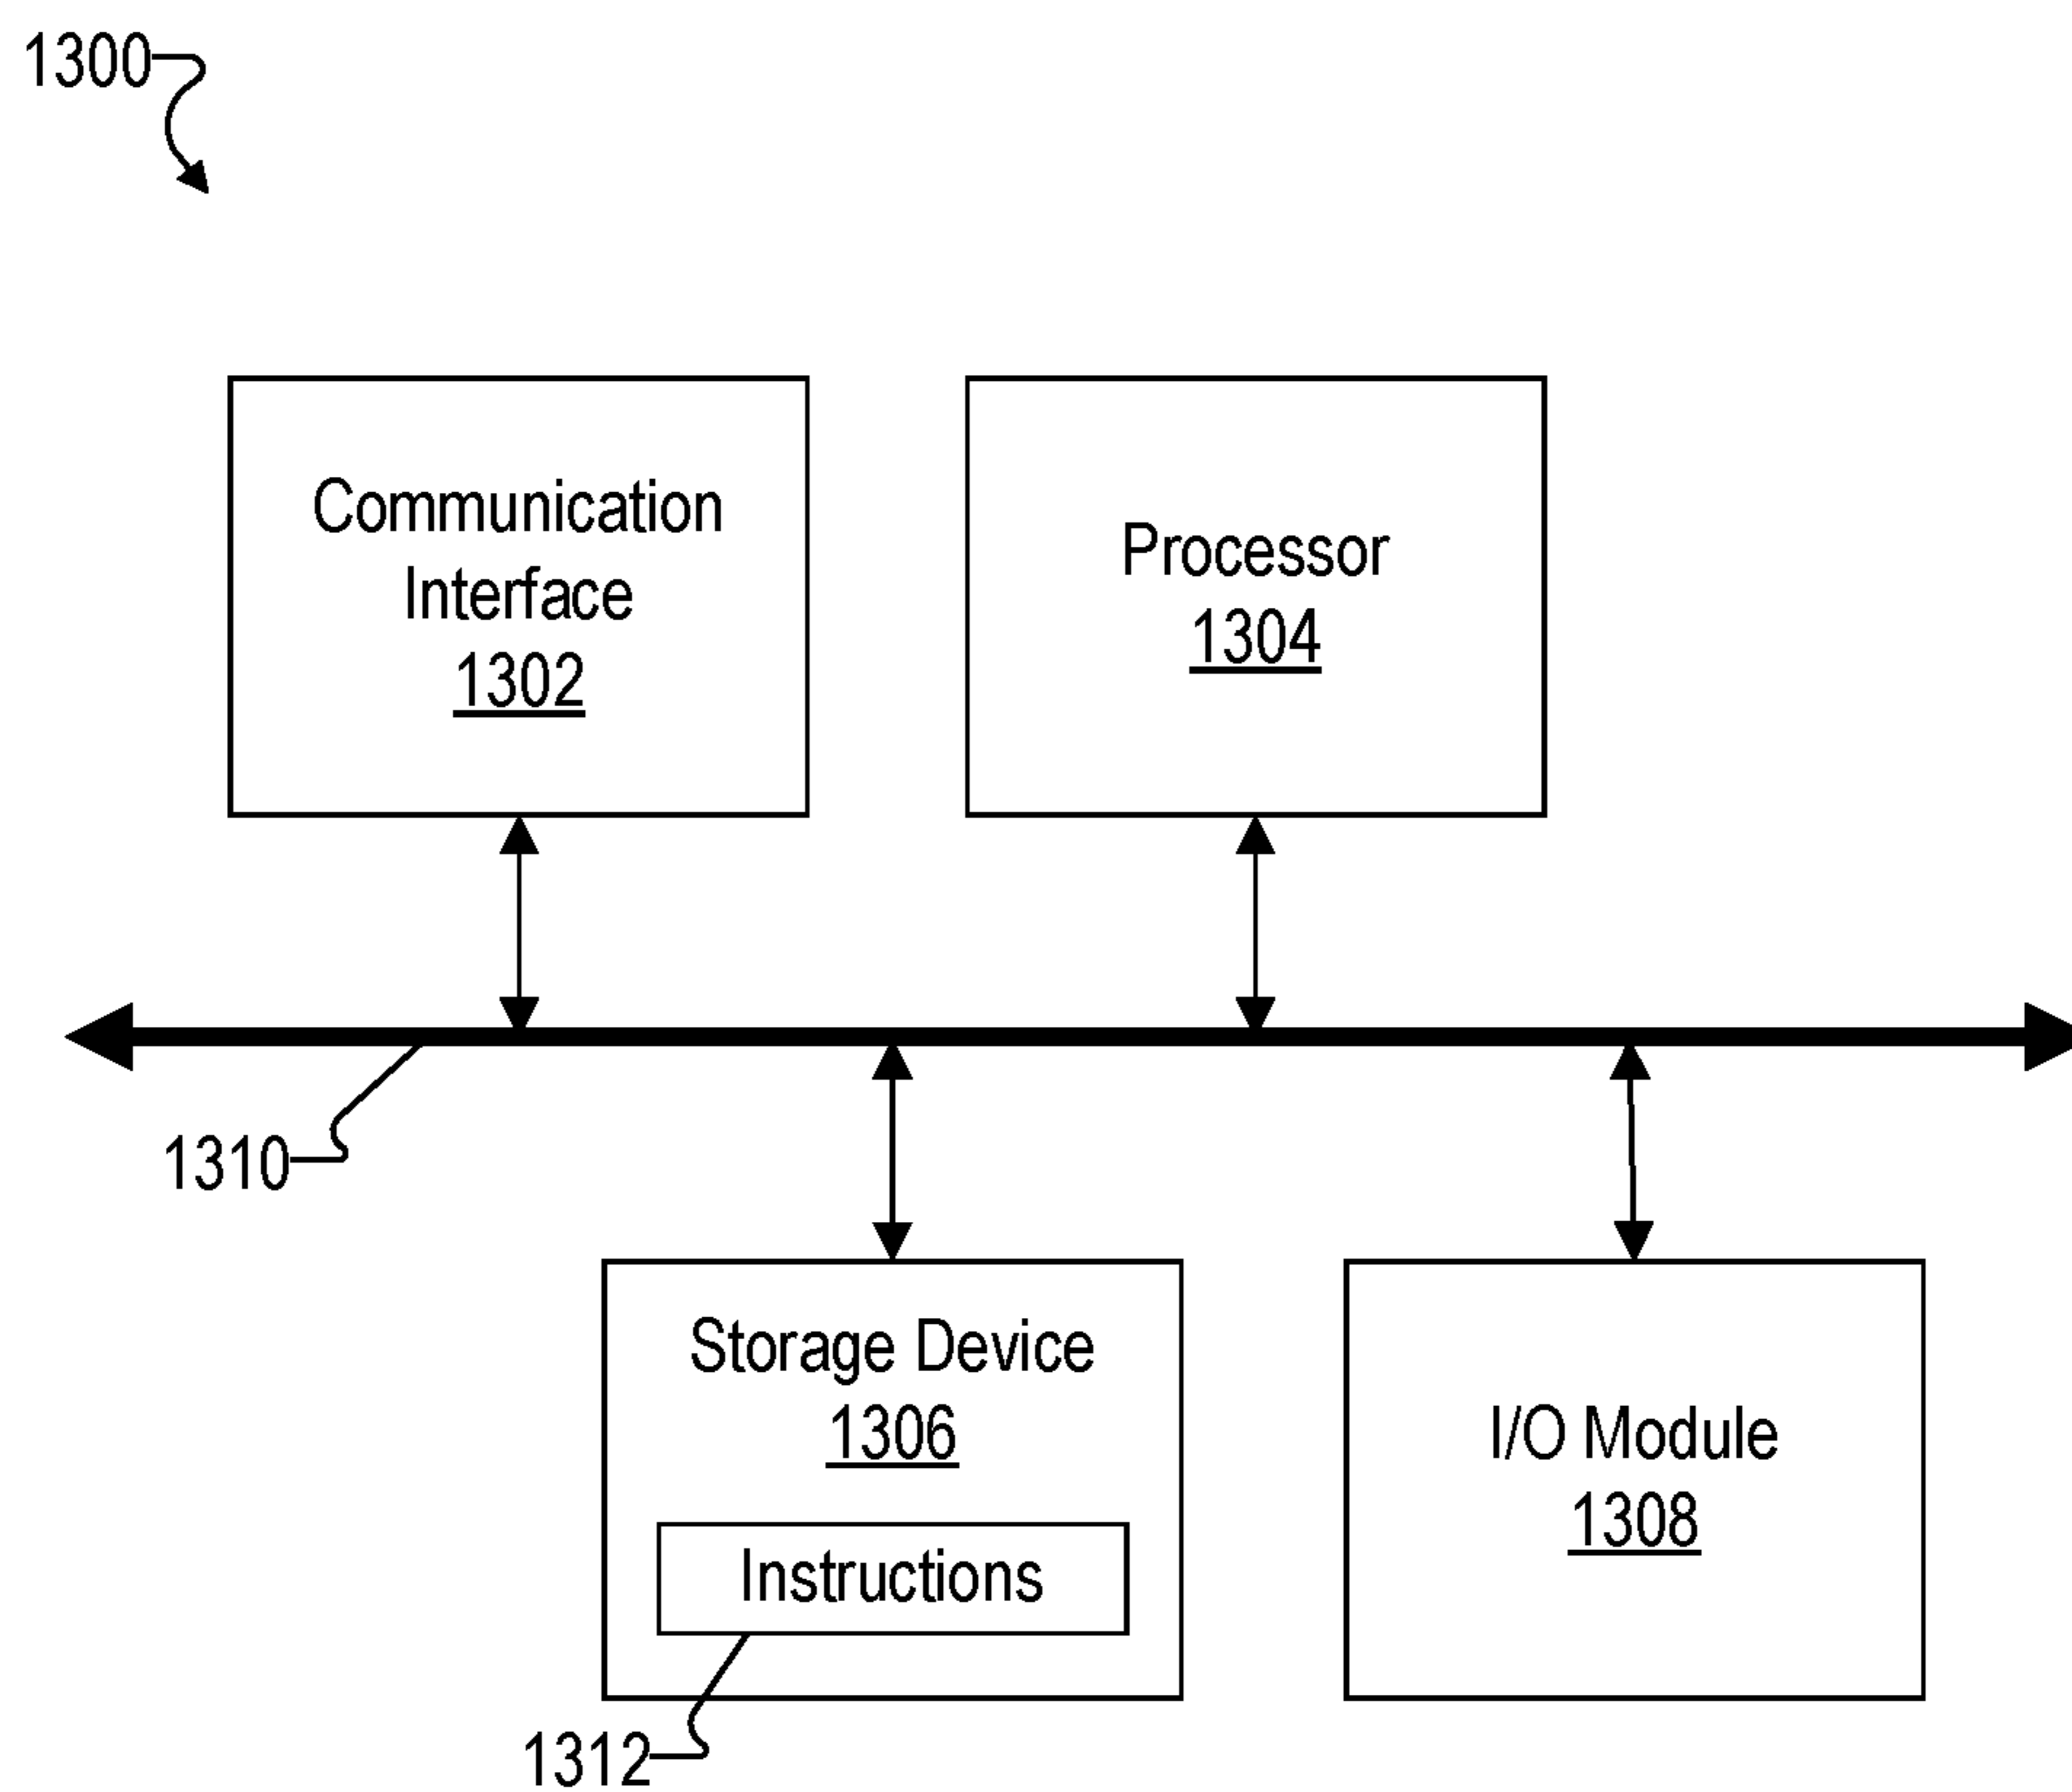 1300
Communication
Interface
1302
Processor
1304
1310
Storage Device
1306
Instructions
1312
I/O Module
1308